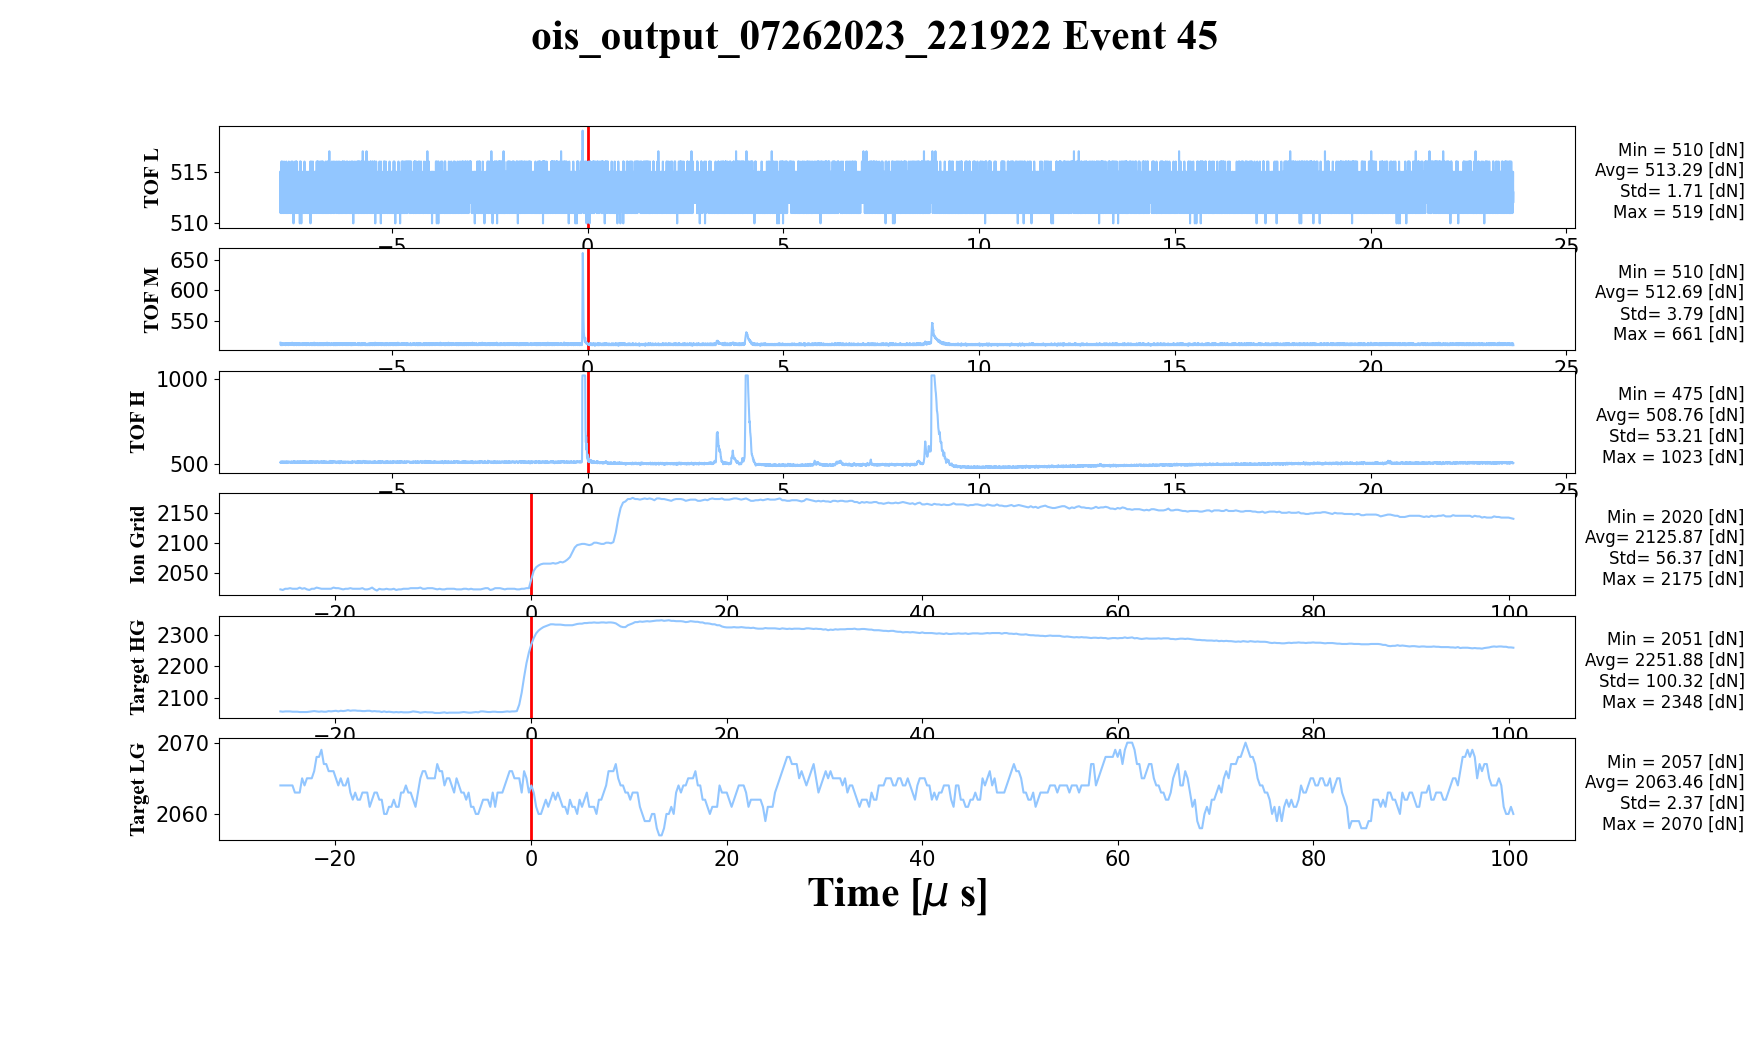 ois_output_07262023_221922 Event 45
TOF L
515
510
−5
0
5
10
15
20
25
Min = 510 [dN]
Avg= 513.29 [dN]
Std= 1.71 [dN]
Max = 519 [dN]
TOF M
650
600
550
−5
0
5
10
15
20
25
Min = 510 [dN]
Avg= 512.69 [dN]
Std= 3.79 [dN]
Max = 661 [dN]
TOF H
1000
500
−5
0
5
10
15
20
25
Min = 475 [dN]
Avg= 508.76 [dN]
Std= 53.21 [dN]
Max = 1023 [dN]
Ion Grid
2150
2100
2050
−20
0
20
40
60
80
100
Min = 2020 [dN]
Avg= 2125.87 [dN]
Std= 56.37 [dN]
Max = 2175 [dN]
Target HG
2300
2200
2100
−20
0
20
40
60
80
100
Min = 2051 [dN]
Avg= 2251.88 [dN]
Std= 100.32 [dN]
Max = 2348 [dN]
Target LG
2070
2060
−20
0
20
40
60
80
100
Min = 2057 [dN]
Avg= 2063.46 [dN]
Std= 2.37 [dN]
Max = 2070 [dN]
Time [μ s]